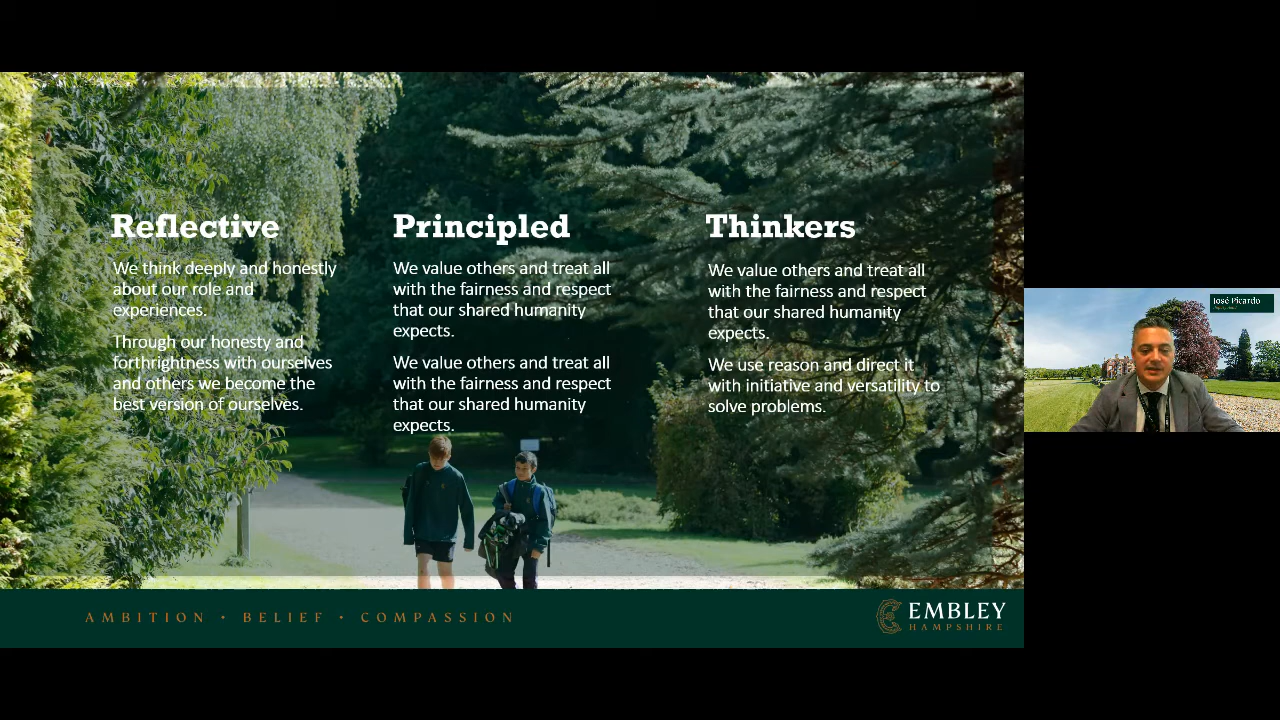 Reflective
We think deeply and honestly
about our role and
experiences.
Through our honesty and
forthrightness with ourselves
and others we become the
best version of ourselves.
Principled
We value others and treat all
with the fairness and respect
that our shared humanity
expects.
We value others and treat all
with the fairness and respect
that our shared humanity
expects.
Thinkers
We value others and treat all
with the fairness and respect
that our shared humanity
expects.
We use reason and direct it
with initiative and versatility to
solve problems.
José Picardo
AMBITION • BELIEF • COMPASSION
EMBLEY
HAMPSHIRE